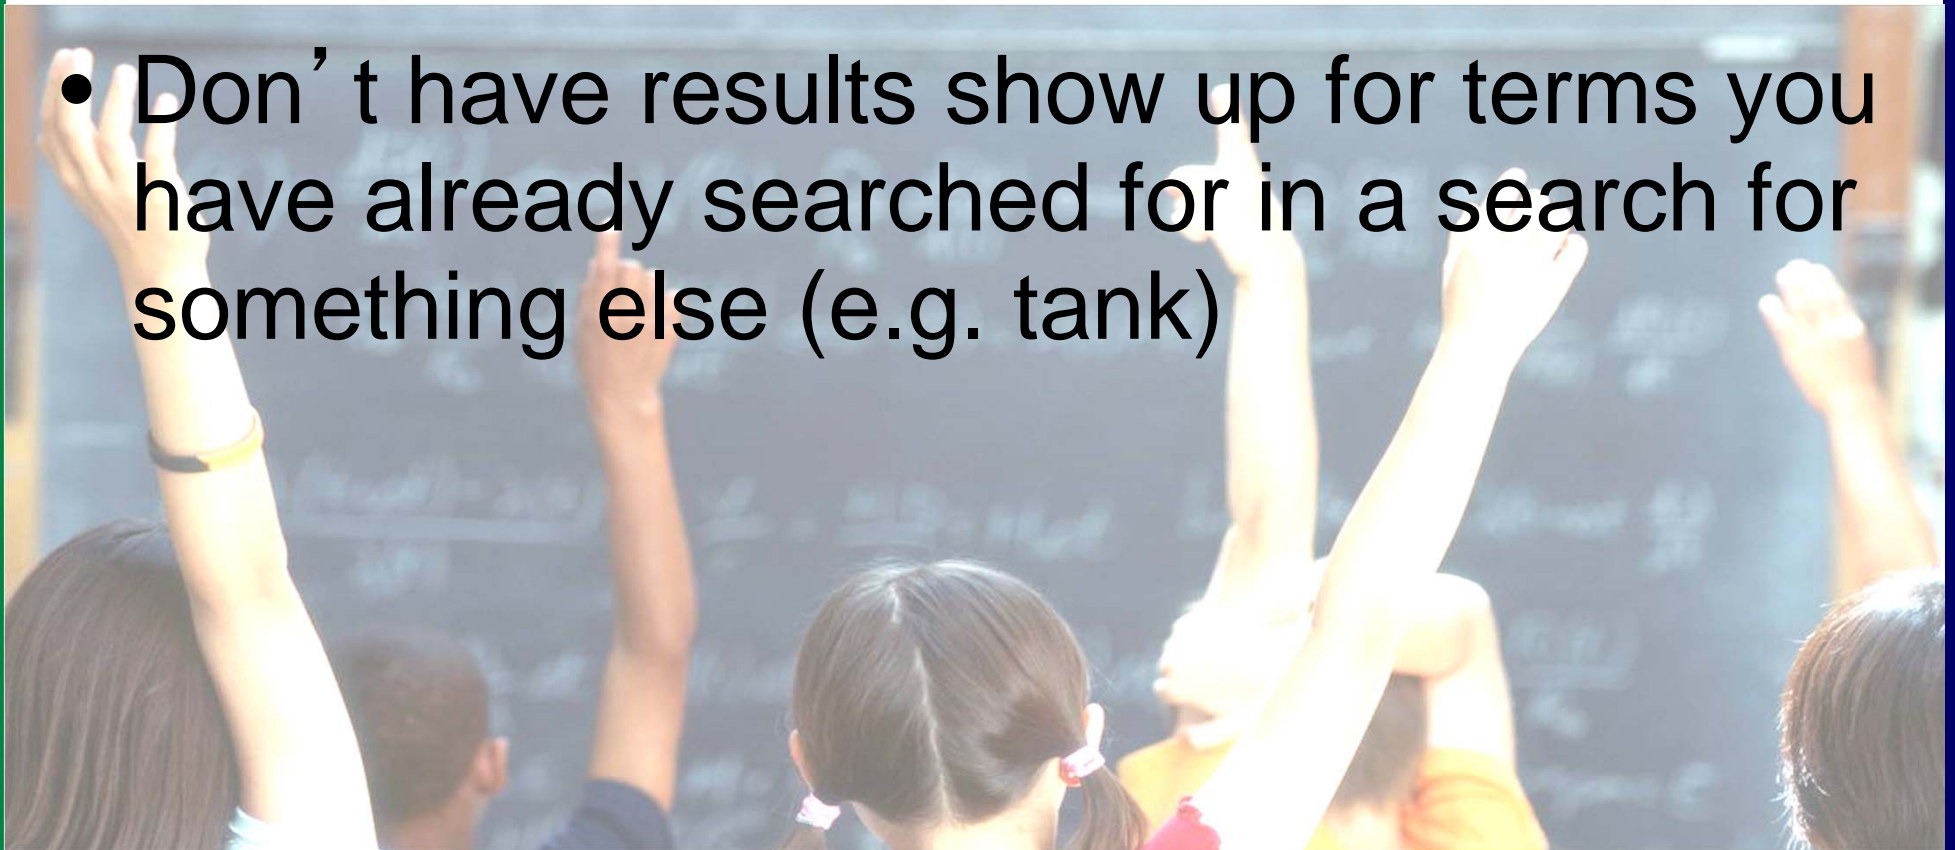 • Don’t have results show up for terms you
have already searched for in a search for
something else (e.g. tank)